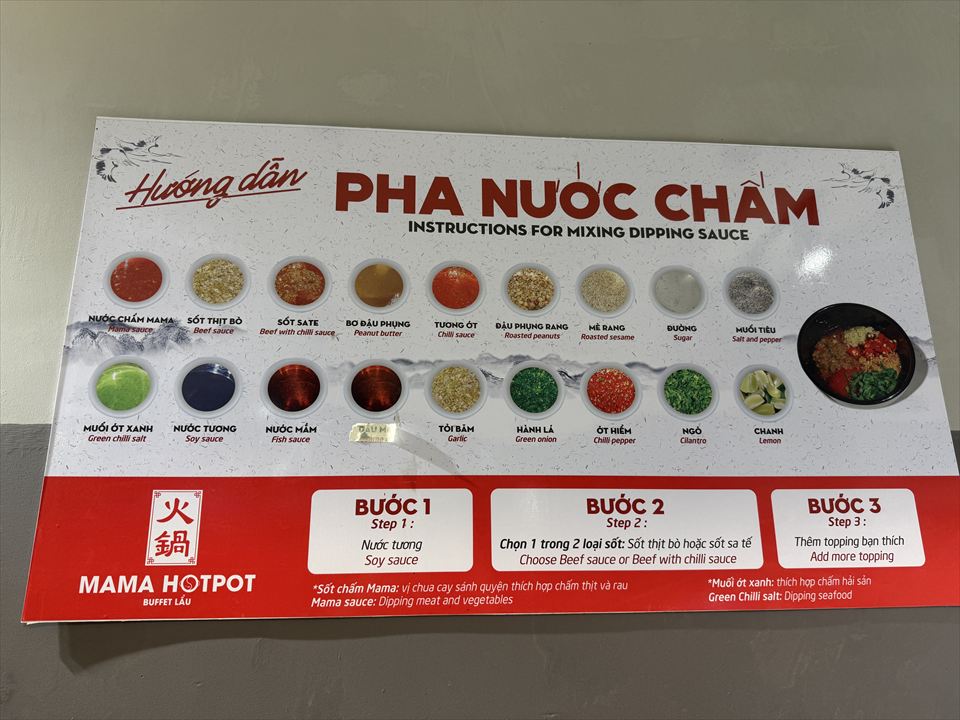 Hướng dẫn
PHA NƯỚC CHẤM
INSTRUCTIONS FOR MIXING DIPPING SAUCE
NƯỚC CHẤM MAMA
Mama sauce
SỐT THỊT BÒ
Beef sauce
SỐT SATE
Beef with chilli sauce
BƠ ĐẬU PHỤNG
Peanut butter
TƯƠNG ỚT
Chilli sauce
ĐẬU PHỤNG RANG
Roasted peanuts
MÈ RANG
Roasted sesame
ĐƯỜNG
Sugar
MUỐI TIÊU
Salt and pepper
MUỐI ỚT XANH
Green chilli salt
NƯỚC TƯƠNG
Soy sauce
NƯỚC MẮM
Fish sauce
DẦU
TỎI BĂM
Garlic
HÀNH LÁ
Green onion
ỚT HIỂM
Chilli pepper
NGÒ
Cilantro
CHANH
Lemon
火
鍋
MAMA HOTPOT
BUFFET LẨU
BƯỚC 1
Step 1 :
Nước tương
Soy sauce
BƯỚC 2
Step 2 :
Chọn 1 trong 2 loại sốt: Sốt thịt bò hoặc sốt sa tế
Choose Beef sauce or Beef with chilli sauce
BƯỚC 3
Step 3 :
Thêm topping bạn thích
Add more topping
*Sốt chấm Mama: vị chua cay sánh quyện thích hợp chấm thịt và rau
Mama sauce: Dipping meat and vegetables
*Muối ớt xanh: thích hợp chấm hải sản
Green Chilli salt: Dipping seafood